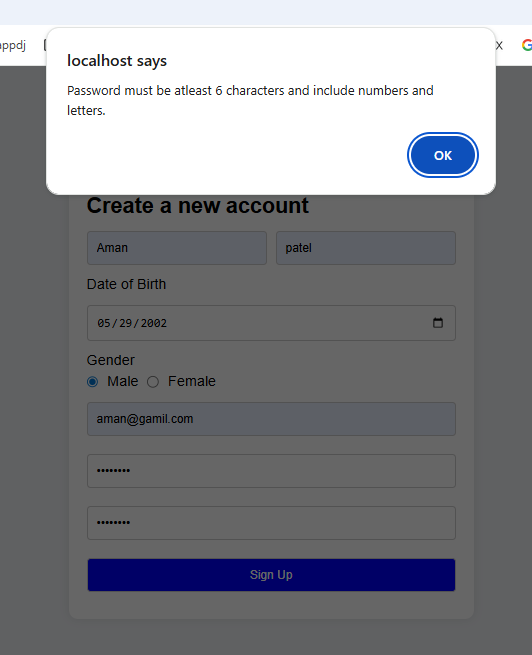 appdj
X
localhost says
Password must be atleast 6 characters and include numbers and
letters.
OK
Create a new account
Aman patel
Date of Birth
05/29/2002
Gender
Male Female
aman@gamil.com
••••••••
••••••••
Sign Up